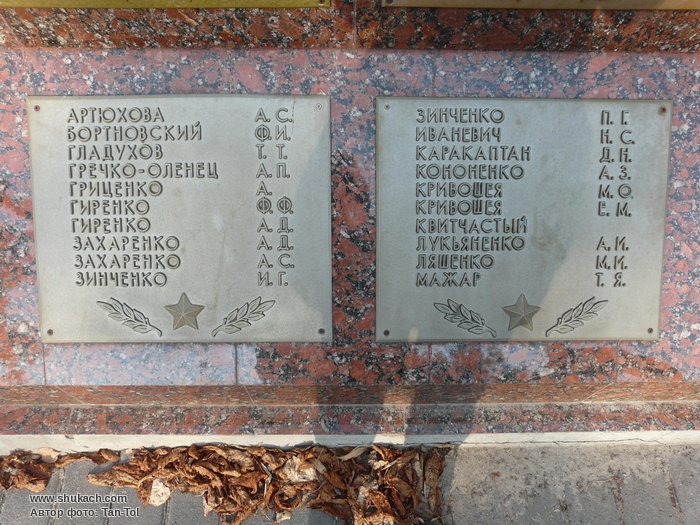 АРТЮХОВА А. С.
БОРТНОВСКИЙ Ф. И.
ГЛАДУХОВ Т. Т.
ГРЕЧКО-ОЛЕНЕЦ А. П.
ГРИЦЕНКО А.
ГИРЕНКО Ф. Ф.
ГИРЕНКО А. Д.
ЗАХАРЕНКО А. Д.
ЗАХАРЕНКО А. С.
ЗИНЧЕНКО И. Г.
ЗИНЧЕНКО П. Г.
ИВАНЕВИЧ Н. С.
КАРАКАПТАН Д. Н.
КОНОНЕНКО А. З.
КРИВОШЕЯ М. О.
КРИВОШЕЯ Е. М.
КВИТЧАСТЫЙ
ЛУКЬЯНЕНКО А. И.
ЛЯШЕНКО М. И.
МАЖАР Т. Я.
www.shukach.com
Автор фото: Tan-Tol